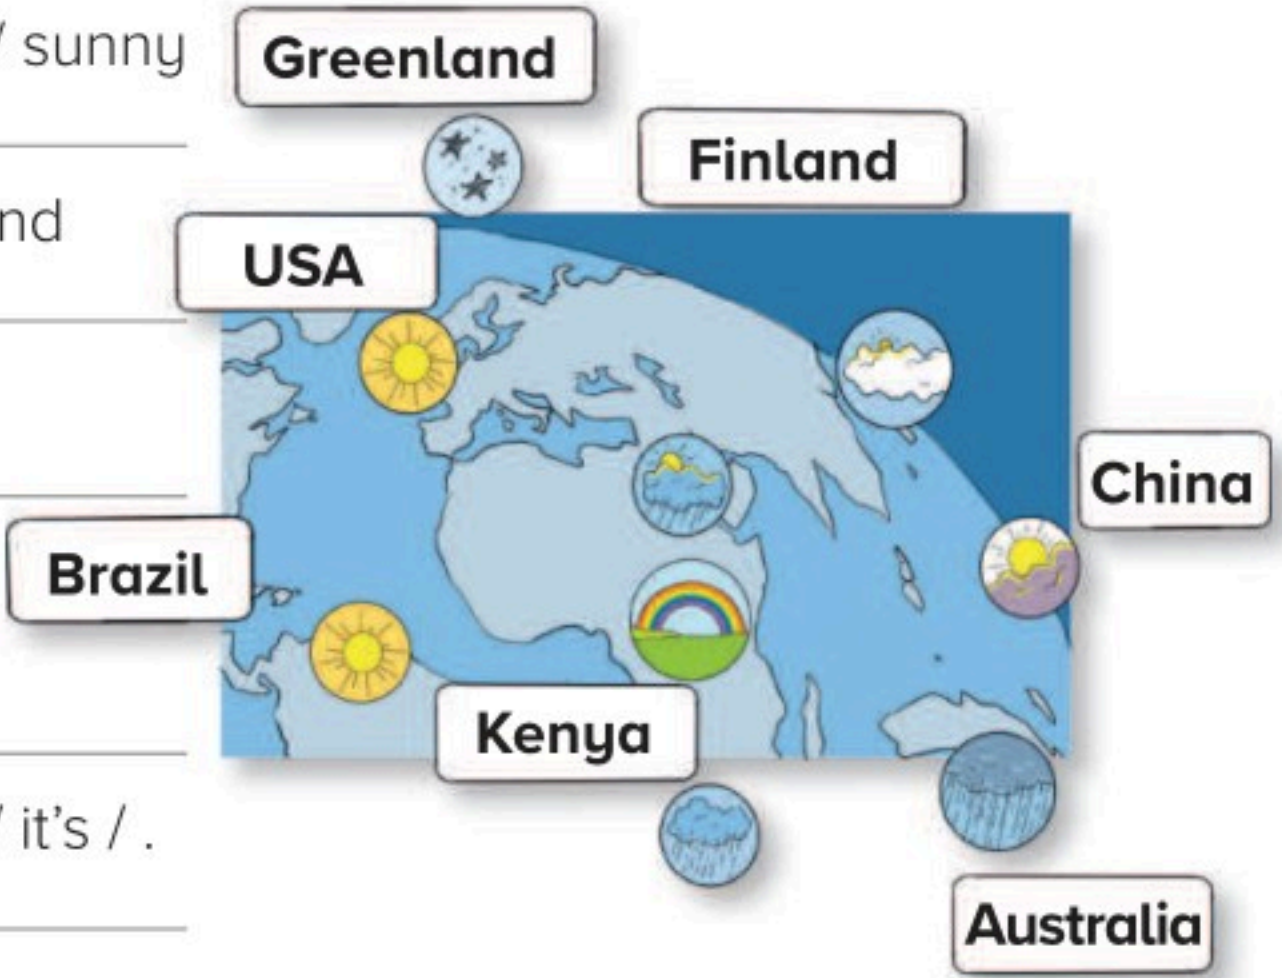 / sunny
Greenland
Finland
nd
USA
China
Brazil
Kenya
/ it's / .
Australia